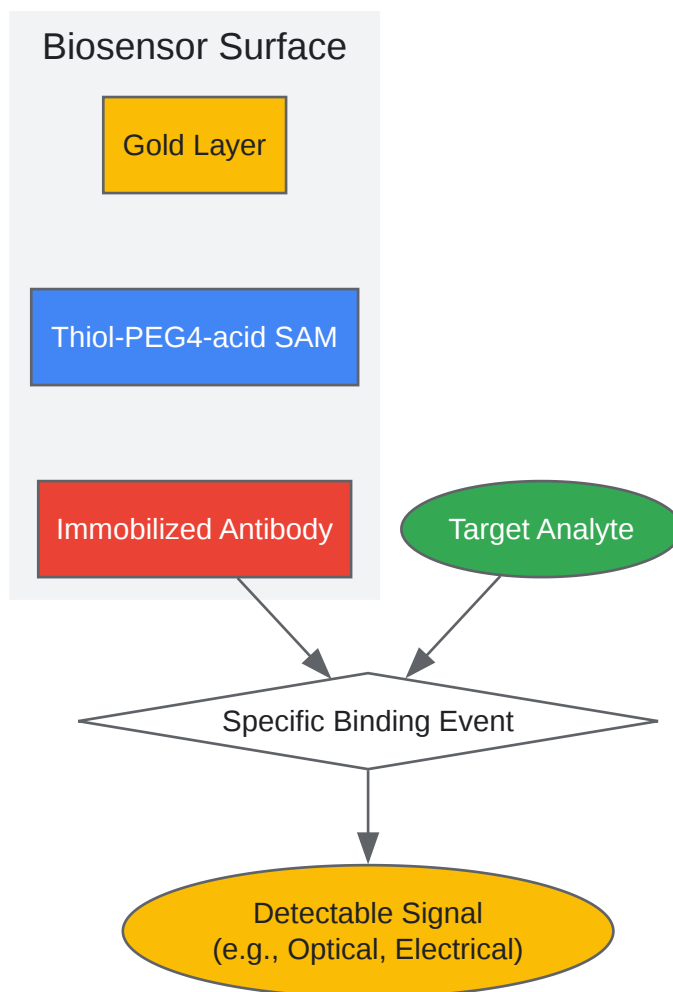 Biosensor Surface
Gold Layer
Thiol-PEG4-acid SAM
Immobilized Antibody
Target Analyte
Specific Binding Event
Detectable Signal
(e.g., Optical, Electrical)